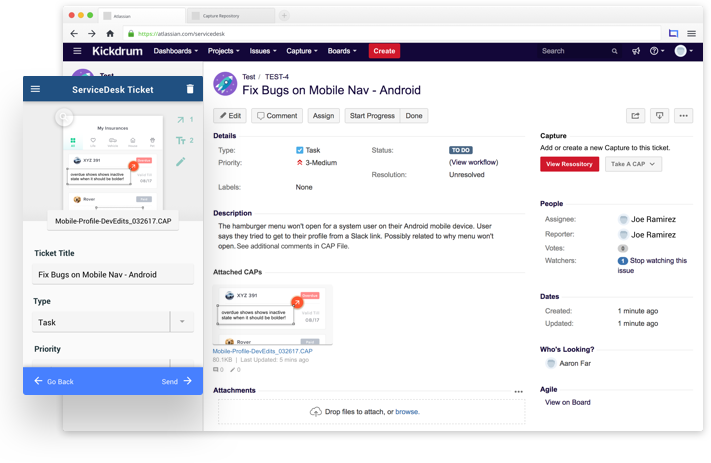 Atlassian
Capture Repository
https://atlassian.com/servicedesk
Kickdrum
Dashboards
Projects
Issues
Capture
Boards
Create
Search
Test
Test / TEST-4
Fix Bugs on Mobile Nav - Android
Edit
Comment
Assign
Start Progress
Done
Details
Type:
Task
Status:
TO DO
Priority:
3-Medium
(View workflow)
Resolution:
Unresolved
Labels:
None
Description
The hamburger menu won't open for a system user on their Android mobile device. User
says they tried to get to their profile from a Slack link. Possibly related to why menu won't
open. See additional comments in CAP File.
Attached CAPs
XYZ 391
Overdue
overdue shows shows inactive
state when it should be bolder!
Valid Till
08/17
Rover
Paid
Mobile-Profile-DevEdits_032617.CAP
80.1KB | Last Updated: 5 mins ago
0
0
Attachments
Drop files to attach, or browse.
Capture
Add or create a new Capture to this ticket.
View Resository
Take A CAP
People
Assignee:
Joe Ramirez
Reporter:
Joe Ramirez
Votes:
0
Watchers:
1 Stop watching this
issue
Dates
Created:
1 minute ago
Updated:
1 minute ago
Who's Looking?
Aaron Far
Agile
View on Board
ServiceDesk Ticket
1
Tт 2
My Insurances
XYZ 391
Overdue
overdue shows shows inactive
state when it should be bolder!
Valid Till
08/17
Rover
Mobile-Profile-DevEdits_032617.CAP
Ticket Title
Fix Bugs on Mobile Nav - Android
Type
Task
Priority
Go Back
Send